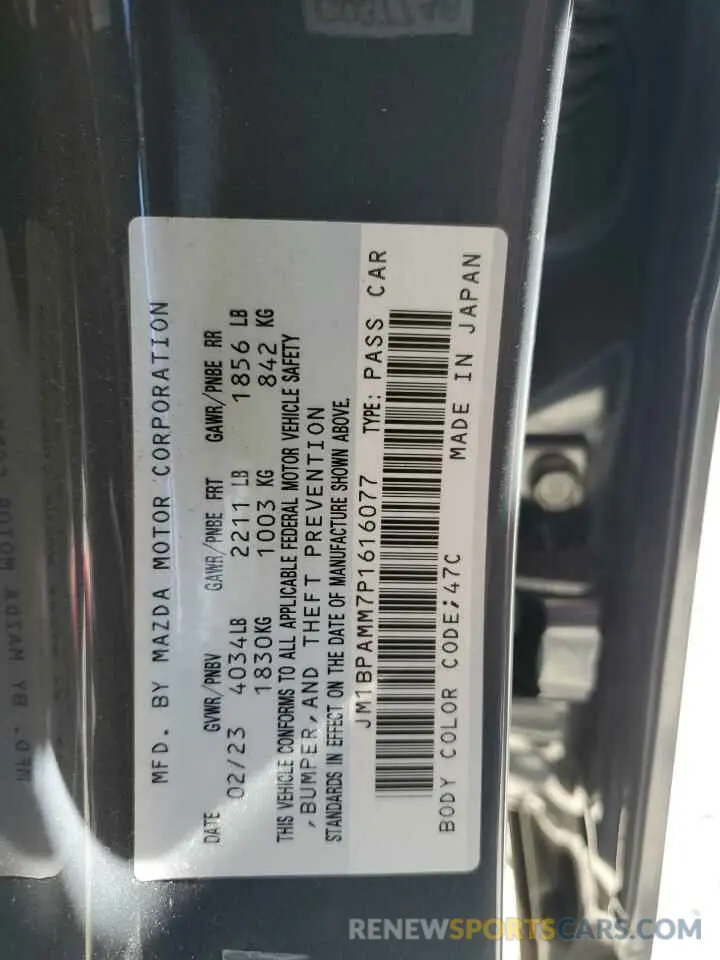 MFD. BY MAZDA MOTOR CORPORATION
DATE GVWR/PNBV GAWR/PNBE FRT GAWR/PNBE RR
02/23 4034LB 2211 LB 1856 LB
1830KG 1003 KG 842 KG
THIS VEHICLE CONFORMS TO ALL APPLICABLE FEDERAL MOTOR VEHICLE SAFETY
,BUMPER,AND THEFT PREVENTION
STANDARDS IN EFFECT ON THE DATE OF MANUFACTURE SHOWN ABOVE.
JM1BPAMM7P1616077 TYPE: PASS CAR
BODY COLOR CODE;47C MADE IN JAPAN
RENEWSPORTSCARS.COM